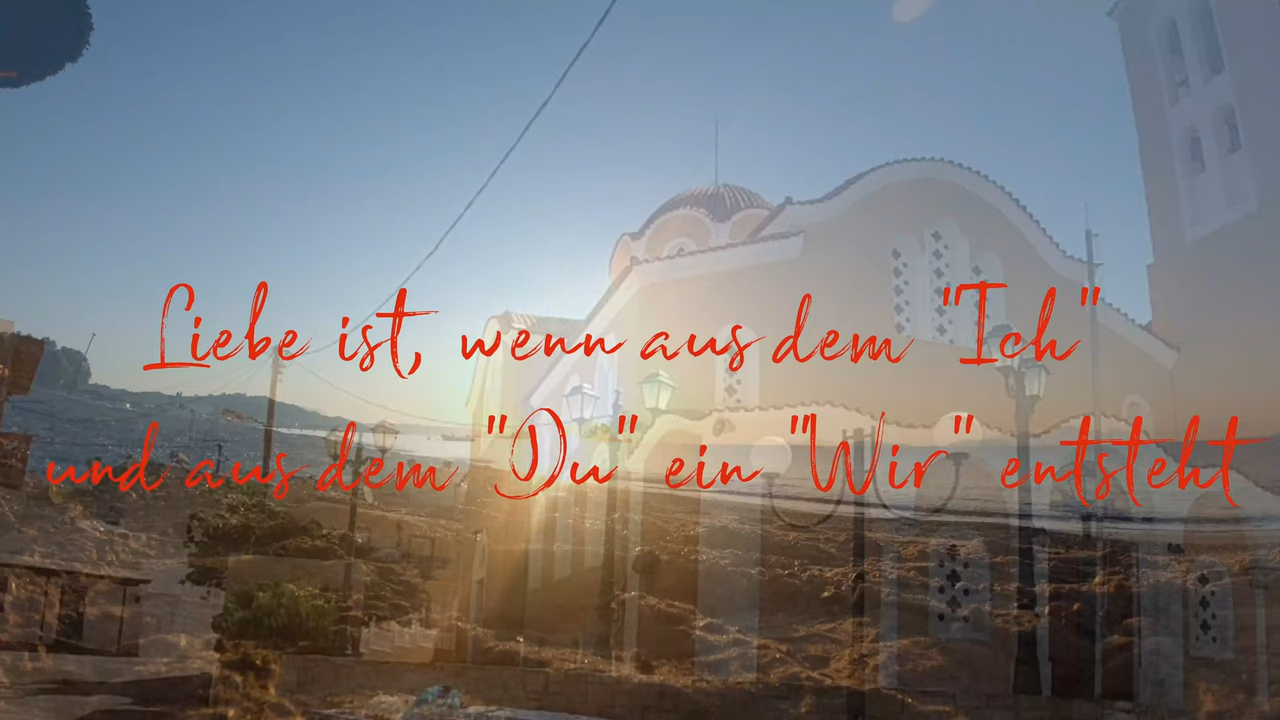 Liebe ist, wenn aus dem "Ich"
und aus dem "Du" ein "Wir" entsteht